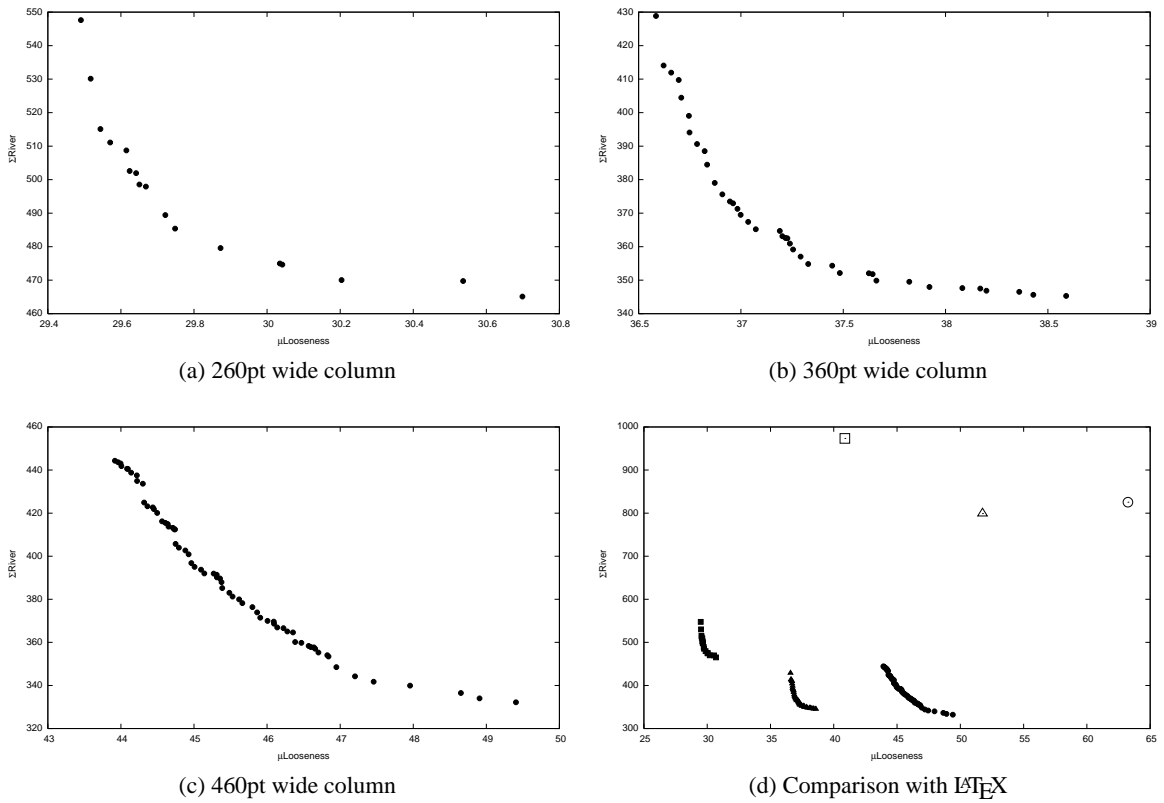 550
540
530
520
510
500
490
480
470
460
ΣRiver
29.4 29.6 29.8 30 30.2 30.4 30.6 30.8
μLooseness
(a) 260pt wide column
430
420
410
400
390
380
370
360
350
340
ΣRiver
36.5 37 37.5 38 38.5 39
μLooseness
(b) 360pt wide column
460
440
420
400
380
360
340
320
ΣRiver
43 44 45 46 47 48 49 50
μLooseness
(c) 460pt wide column
1000
900
800
700
600
500
400
300
ΣRiver
25 30 35 40 45 50 55 60 65
μLooseness
(d) Comparison with LATEX